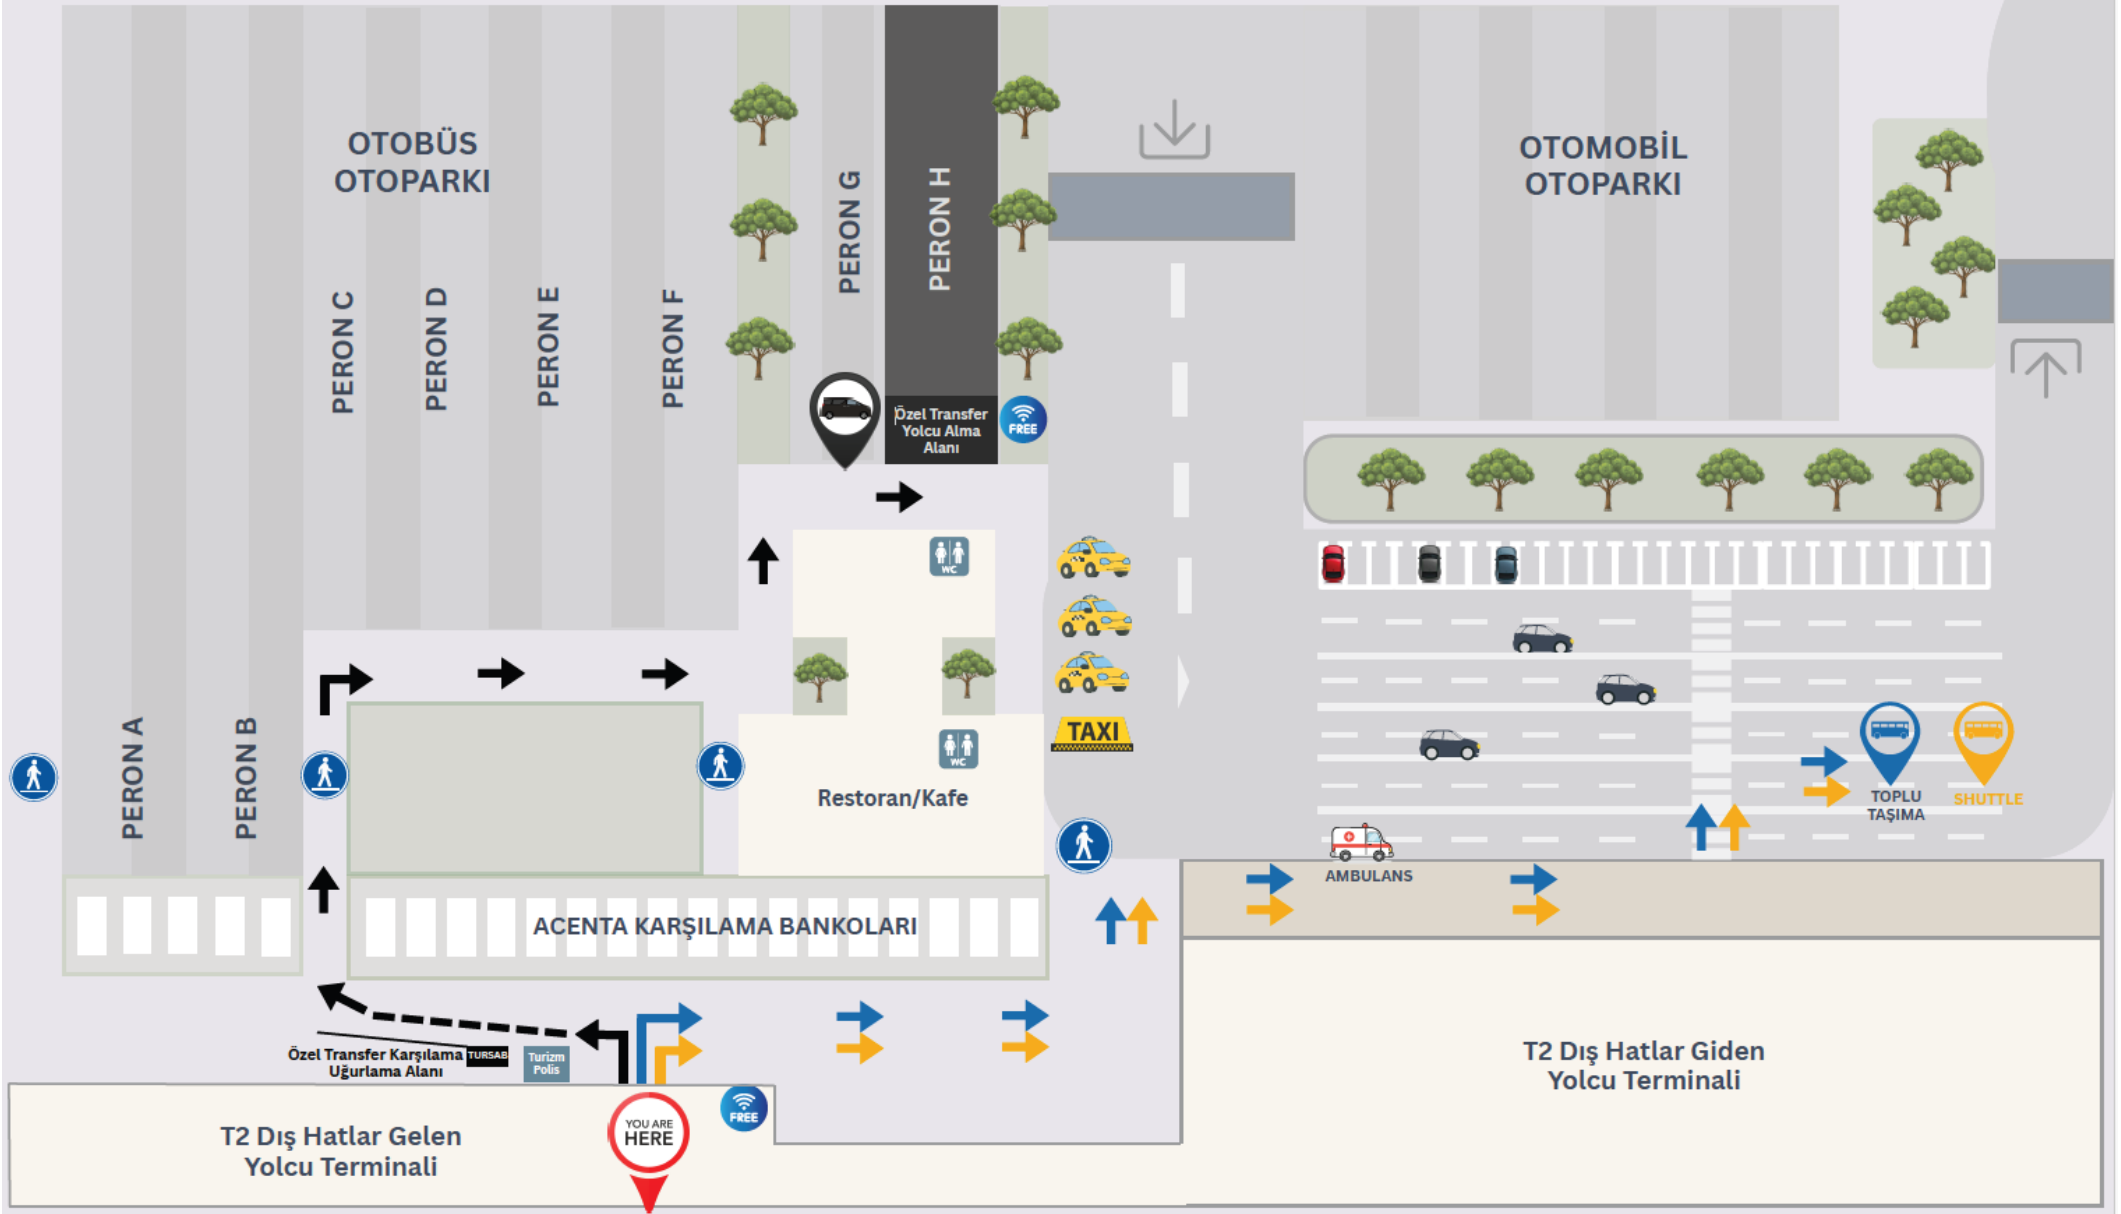 OTOBÜS
OTOPARKI
PERON A
PERON B
PERON C
PERON D
PERON E
PERON F
PERON G
PERON H
Özel Transfer
Yolcu Alma
Alanı
FREE
OTOMOBİL
OTOPARKI
WC
WC
Restoran/Kafe
TAXI
TOPLU
TAŞIMA
SHUTTLE
AMBULANS
ACENTA KARŞILAMA BANKOLARI
Özel Transfer Karşılama
Uğurlama Alanı
TURSAB
Turizm
Polis
FREE
YOU ARE
HERE
T2 Dış Hatlar Gelen
Yolcu Terminali
T2 Dış Hatlar Giden
Yolcu Terminali